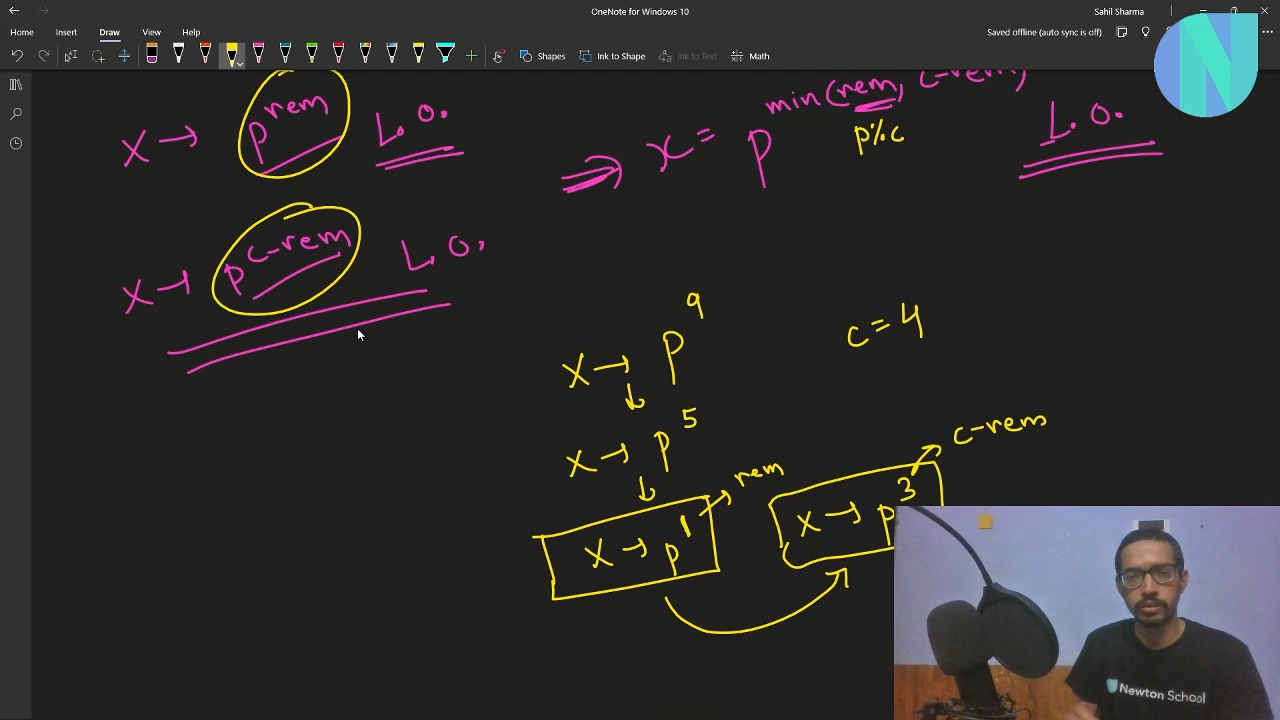 OneNote for Windows 10
Sahil Sharma
Home Insert Draw View Help
Saved offline (auto sync is off)
Shapes Ink to Shape Ink to Text Math
X → p^rem L.O.
⇒ x = p^min(rem, c-rem) L.O.
p%c
X → p^c-rem L.O.
X → p^9 c=4
X → p^5
X → p^1 rem
X → p^3 c-rem
Newton School